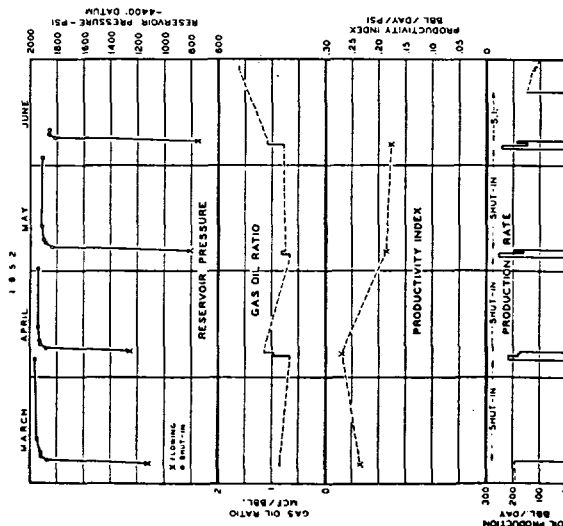 1952
MARCH
APRIL
MAY
JUNE
RESERVOIR PRESSURE-PSI
-4400' DATUM
2000
1800
1600
1400
1200
1000
800
600
RESERVOIR PRESSURE
X FLOWING
o SHUT-IN
GAS OIL RATIO
MCF/BBL.
2
1
0
GAS OIL RATIO
PRODUCTIVITY INDEX
BBL/DAY/PSI
0.30
.25
.20
.15
.10
.05
0
PRODUCTIVITY INDEX
OIL PRODUCTION
BBL./DAY
300
200
100
SHUT-IN
SHUT-IN
SHUT-IN
S.I.
PRODUCTION RATE